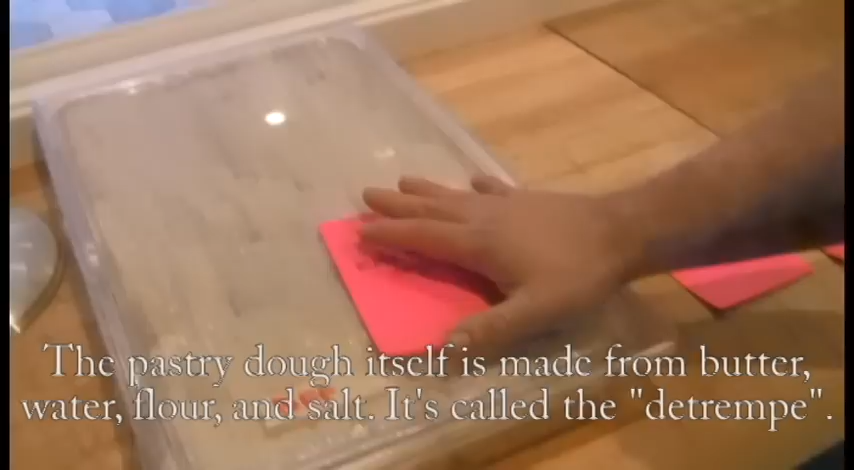 The pastry dough itself is made from butter,
water, flour, and salt. It's called the "detrempe".